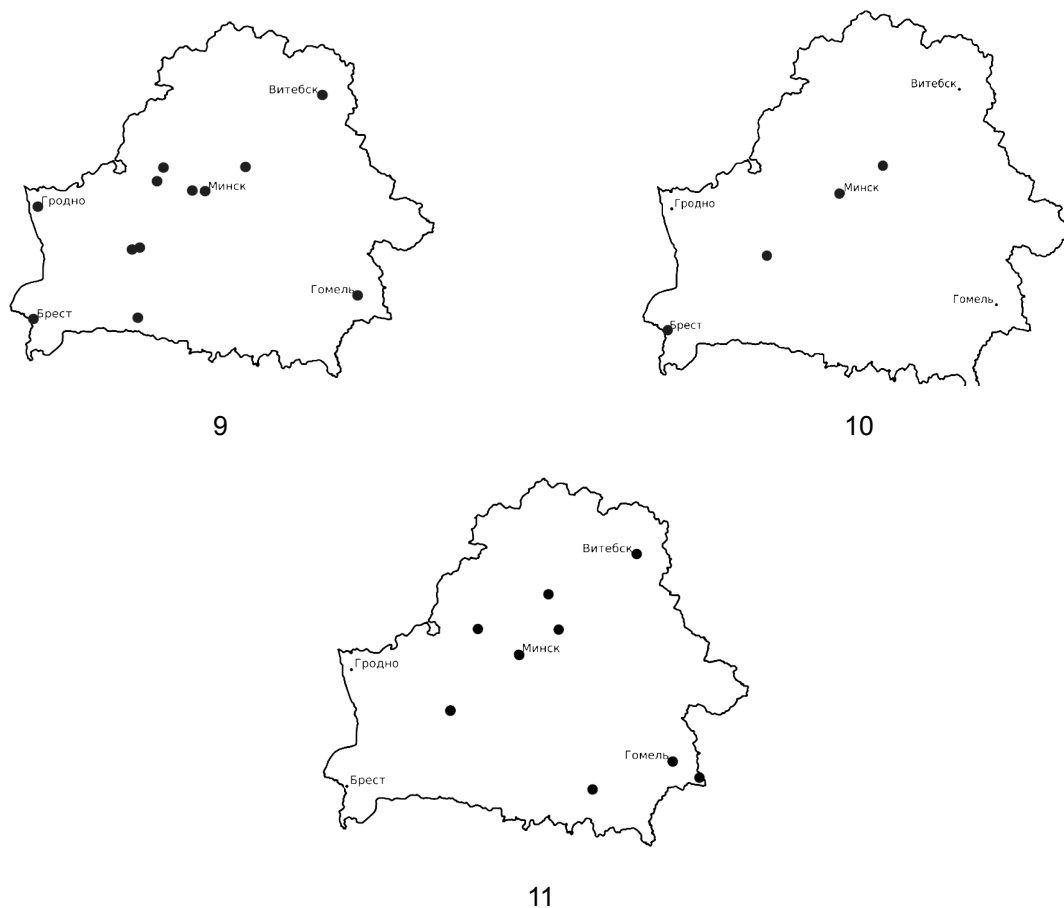 Витебск
Минск
Гродно
Гомель
Брест
9
Витебск
Минск
Гродно
Гомель
Брест
10
Витебск
Минск
Гродно
Гомель
Брест
11